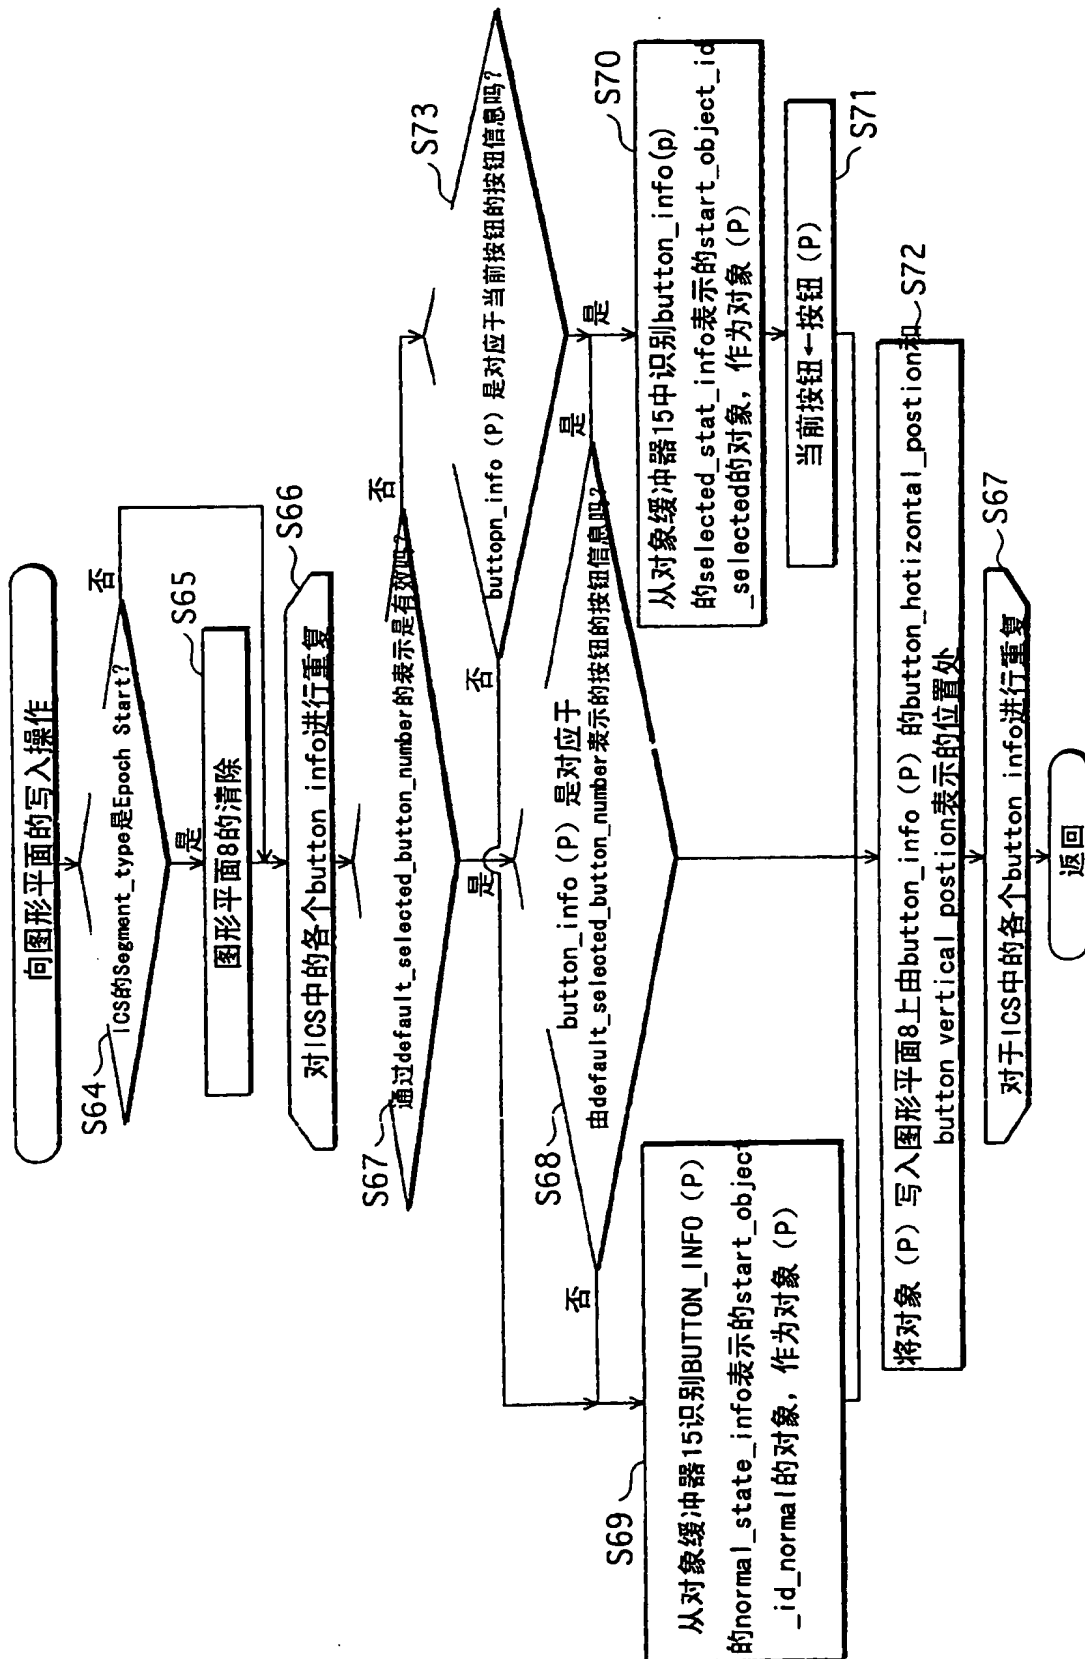 向图形平面的写入操作
S64
ICS的Segment_type是Epoch Start?
否
是
S65
图形平面8的清除
S66
对ICS中的各个button info进行重复
S67
通过default_selected_button_number的表示是有效吗?
否
是
S73
buttopn_info (P) 是对应于当前按钮的按钮信息吗?
否
是
S68
button_info (P) 是对应于
由default_selected_button_number表示的按钮的按钮信息吗?
否
是
S69
从对象缓冲器15识别BUTTON_INFO (P)
的normal_state_info表示的start_object
_id_normal的对象，作为对象 (P)
S70
从对象缓冲器15中识别button_info(p)
的selected_stat_info表示的start_object_id
_selected的对象，作为对象 (P)
S71
当前按钮←按钮 (P)
S72
将对象 (P) 写入图形平面8上由button_info (P) 的button_hotizontal_postion和
button vertical postion表示的位置处
S67
对于ICS中的各个button info进行重复
返回